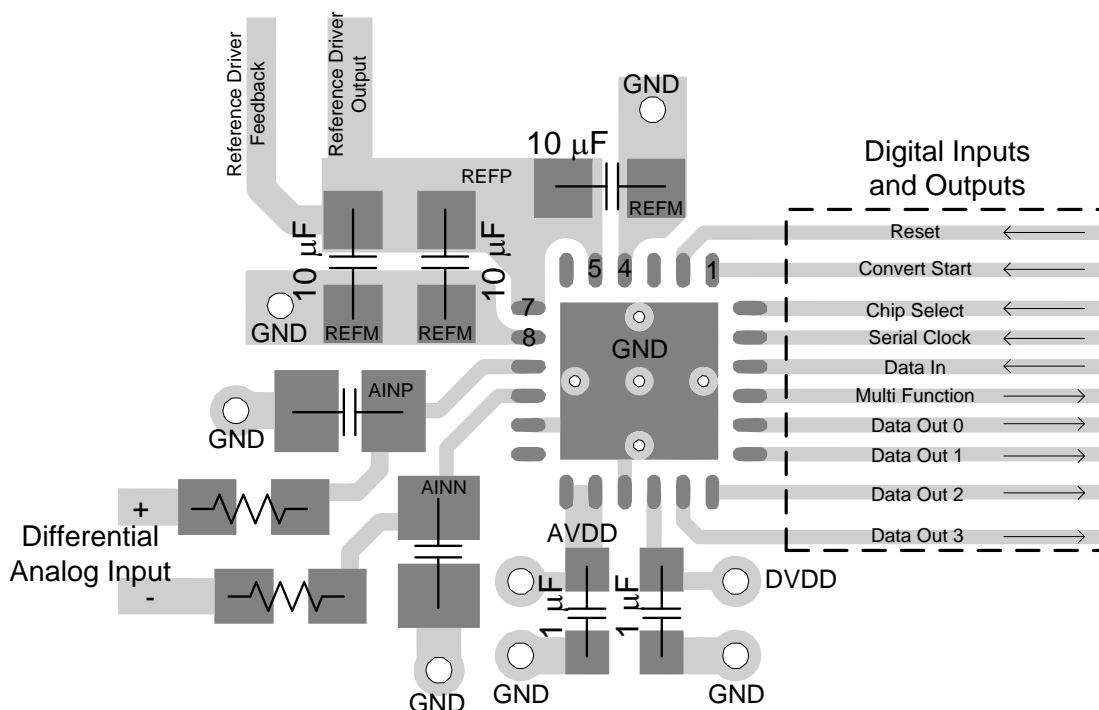 Reference Driver
Feedback
Reference Driver
Output
GND
10 µF
REFP
REFM
Digital Inputs
and Outputs
Reset
Convert Start
Chip Select
Serial Clock
Data In
Multi Function
Data Out 0
Data Out 1
Data Out 2
Data Out 3
10 µF
10 µF
5
4
1
7
8
GND
REFM
REFM
GND
AINP
GND
AINN
+
Differential
Analog Input
-
AVDD
DVDD
1 µF
1 µF
GND
GND
GND